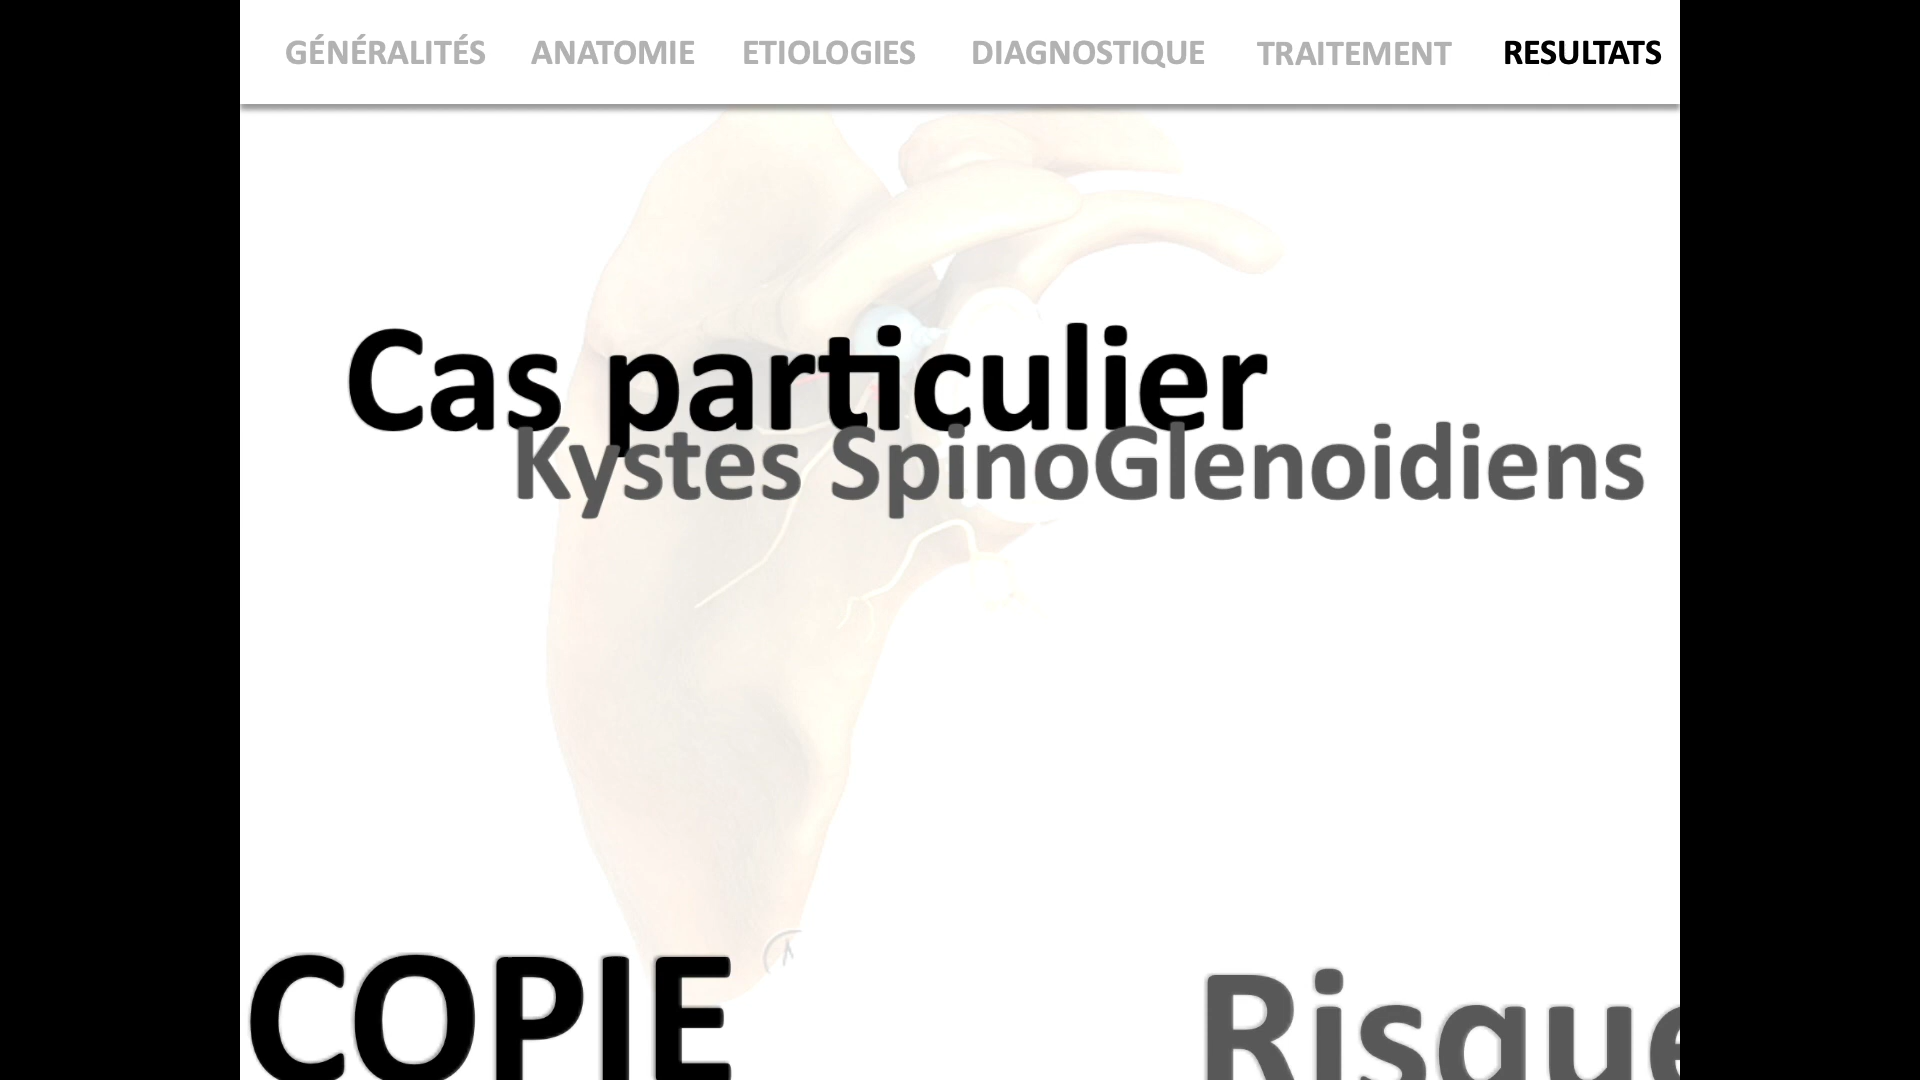 GÉNÉRALITÉS ANATOMIE ETIOLOGIES DIAGNOSTIQUE TRAITEMENT RESULTATS
Cas particulier
Kystes SpinoGlenoidiens
COPIE Risque